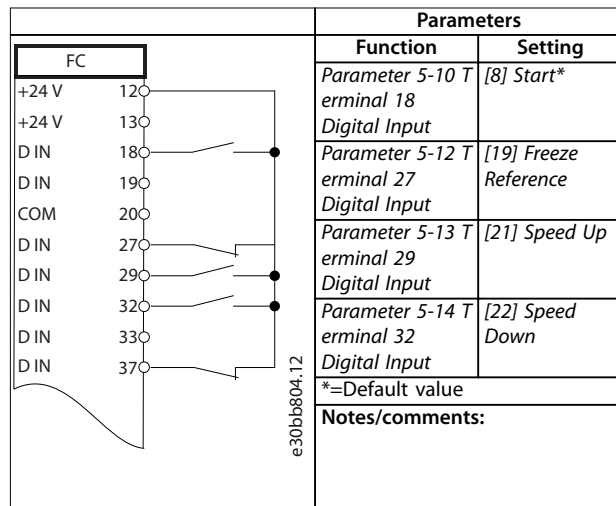 FC
+24 V 12
+24 V 13
D IN 18
D IN 19
COM 20
D IN 27
D IN 29
D IN 32
D IN 33
D IN 37
e30bb804.12
Parameters
Function Setting
Parameter 5-10 T [8] Start*
erminal 18
Digital Input
Parameter 5-12 T [19] Freeze
erminal 27 Reference
Digital Input
Parameter 5-13 T [21] Speed Up
erminal 29
Digital Input
Parameter 5-14 T [22] Speed
erminal 32 Down
Digital Input
*=Default value
Notes/comments: